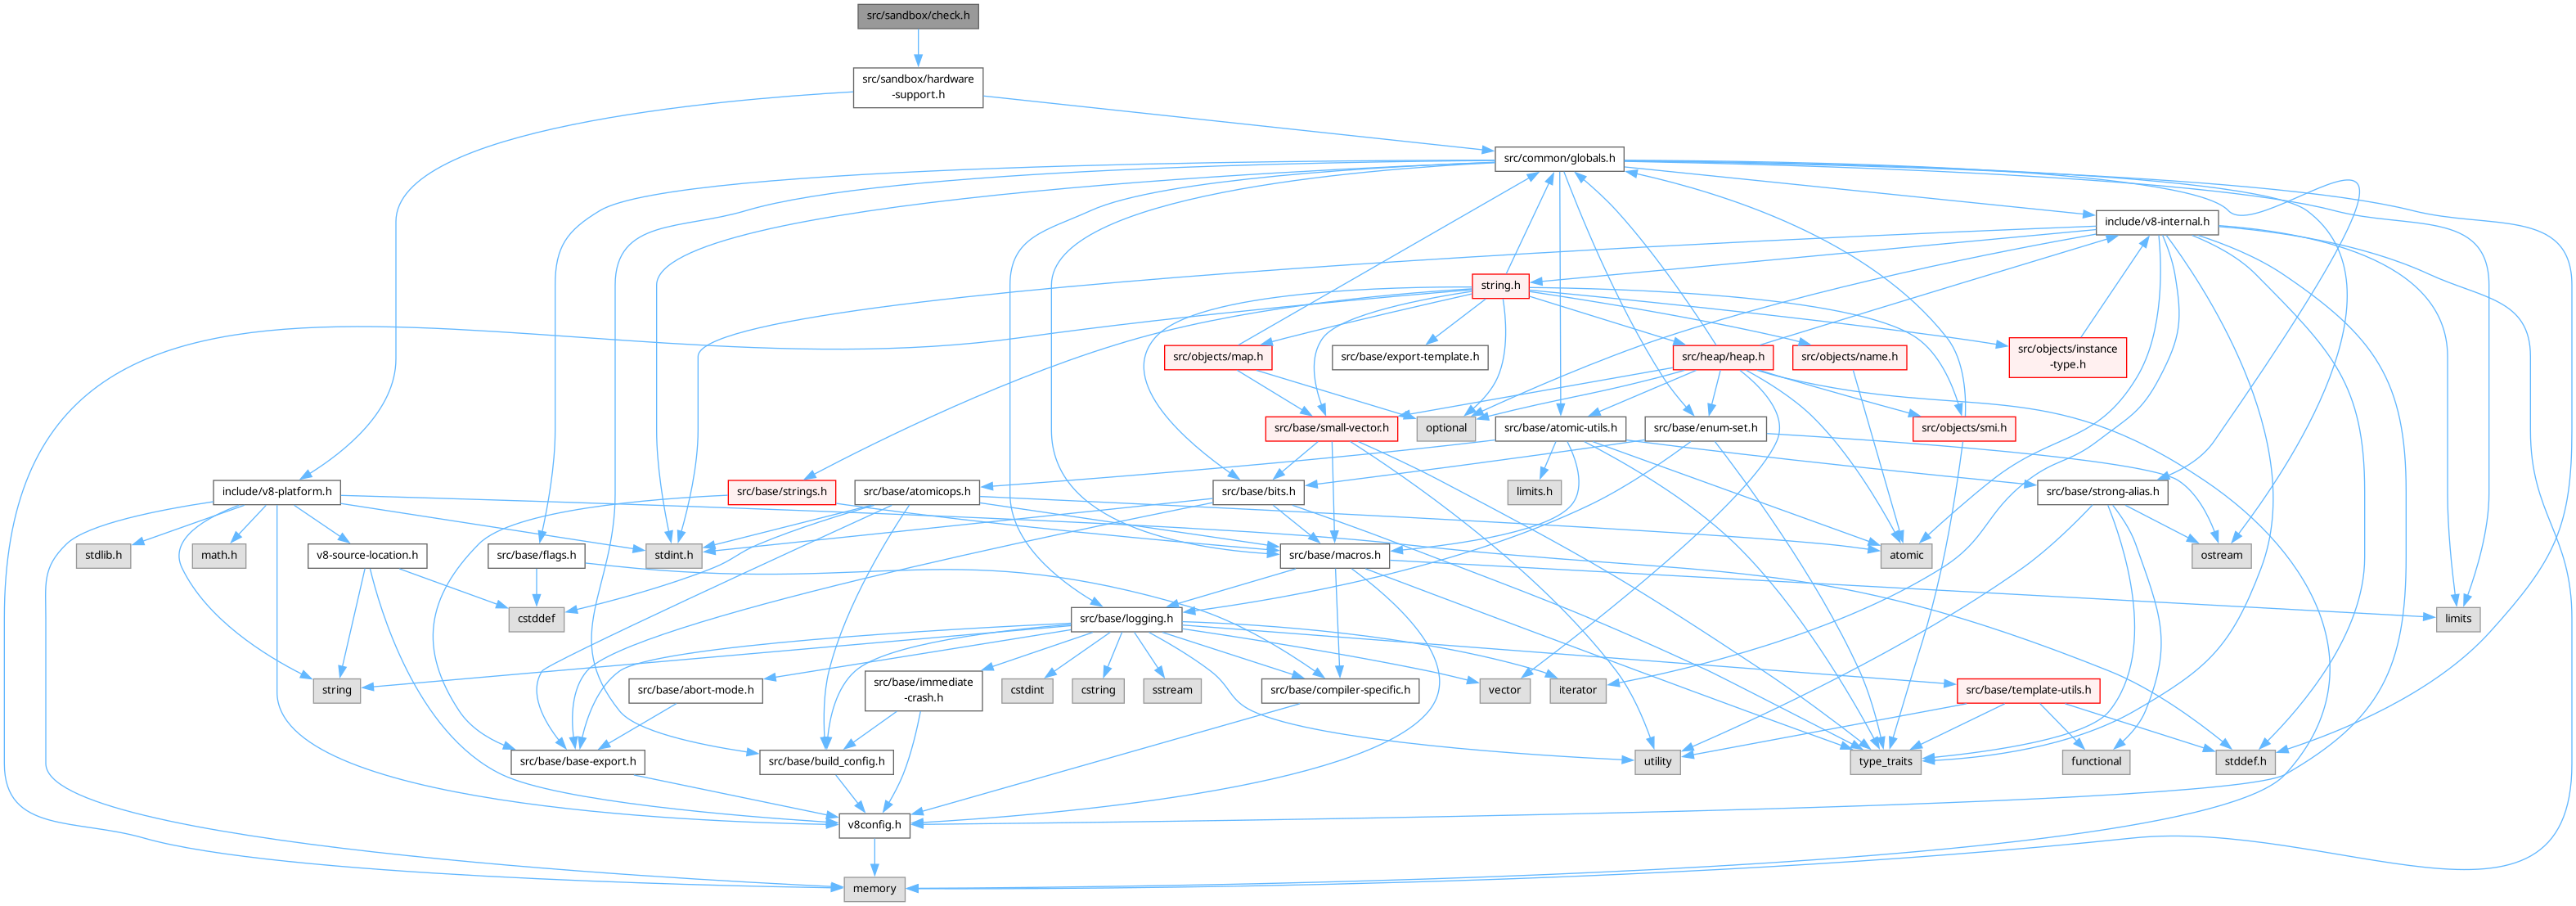 src/sandbox/check.h
src/sandbox/hardware
-support.h
src/common/globals.h
include/v8-internal.h
string.h
src/objects/map.h
src/base/export-template.h
src/heap/heap.h
src/objects/name.h
src/objects/instance
-type.h
src/base/small-vector.h
optional
src/base/atomic-utils.h
src/base/enum-set.h
src/objects/smi.h
include/v8-platform.h
src/base/strings.h
src/base/atomicops.h
src/base/bits.h
limits.h
src/base/strong-alias.h
stdlib.h
math.h
v8-source-location.h
src/base/flags.h
stdint.h
src/base/macros.h
atomic
ostream
cstddef
src/base/logging.h
limits
string
src/base/abort-mode.h
src/base/immediate
-crash.h
cstdint
cstring
sstream
src/base/compiler-specific.h
vector
iterator
src/base/template-utils.h
src/base/base-export.h
src/base/build_config.h
utility
type_traits
functional
stddef.h
v8config.h
memory